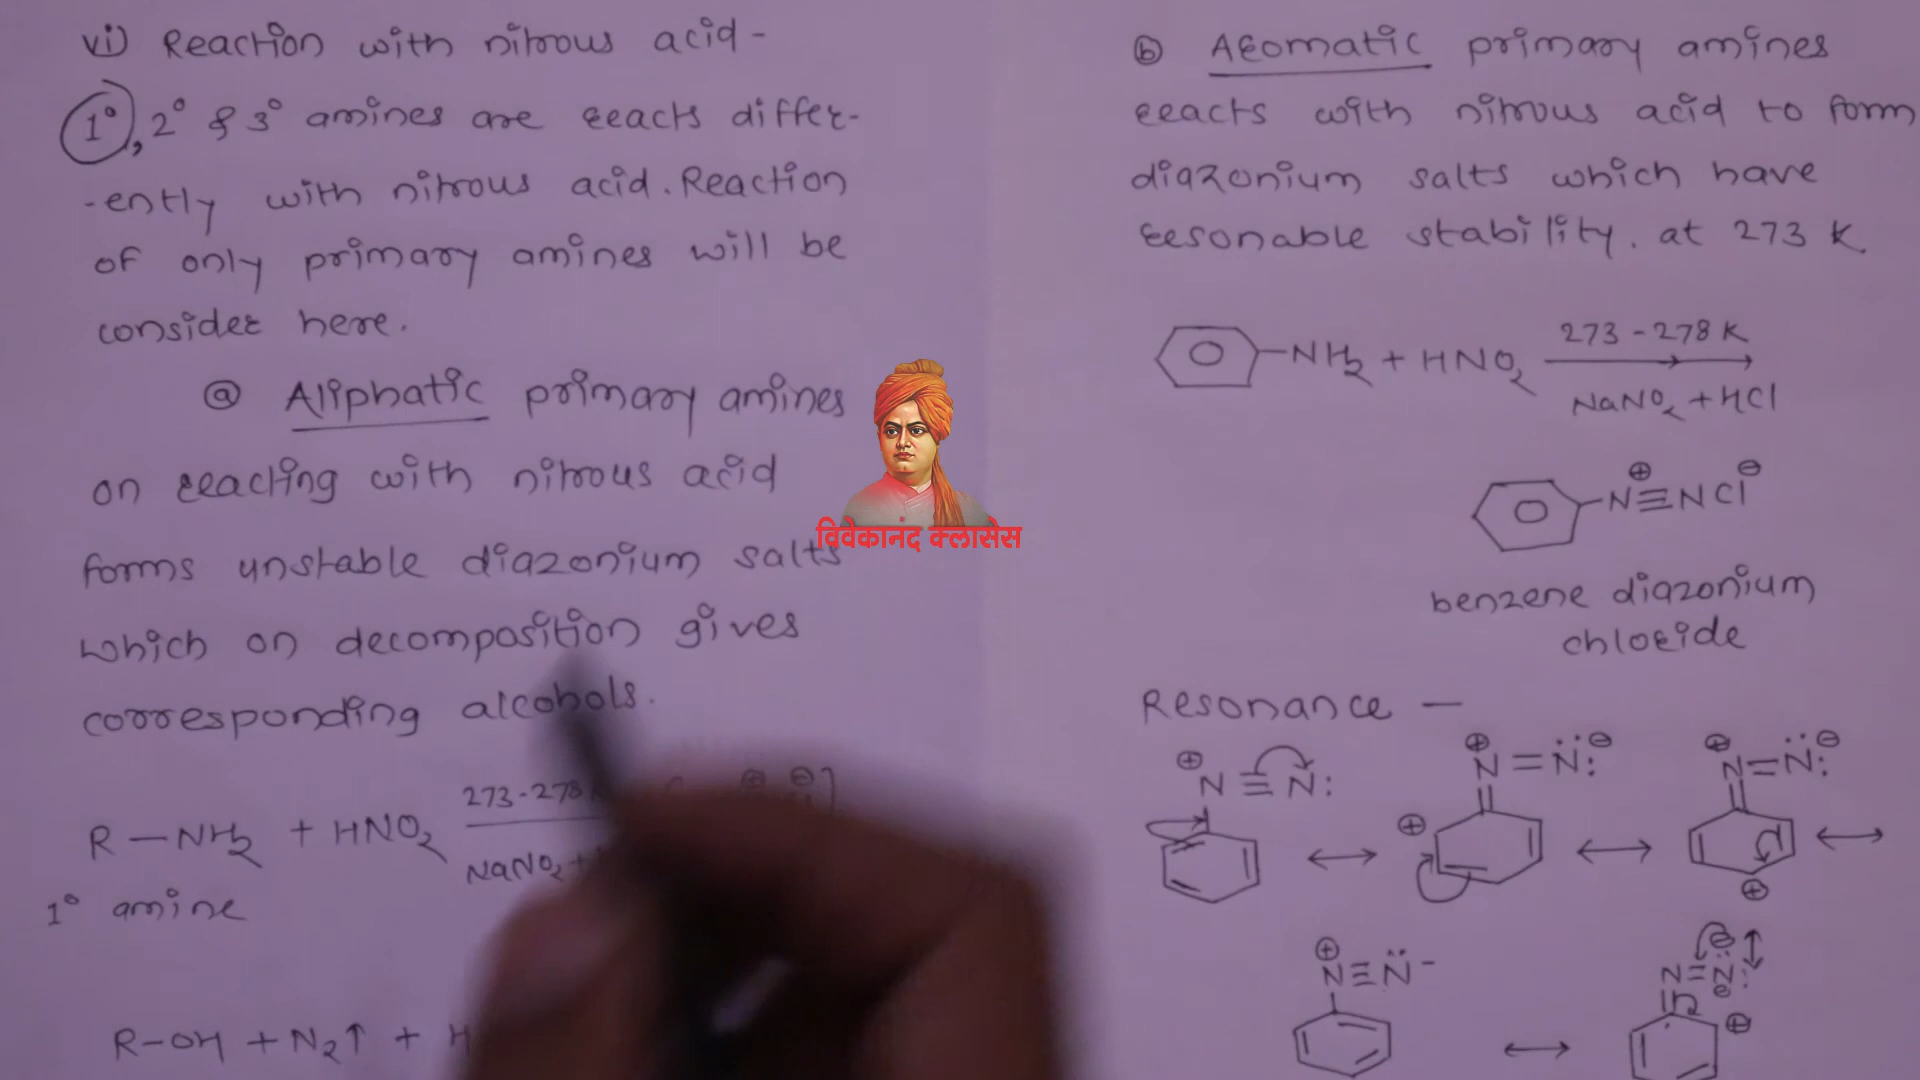 vi) Reaction with nitrous acid -
1°, 2° & 3° amines are reacts differ-
-ently with nitrous acid. Reaction
of only primary amines will be
consider here.
ⓐ Aliphatic primary amines
on reacting with nitrous acid
forms unstable diazonium salts
which on decomposition gives
corresponding alcohols.
273-278 K
R-NH₂ + HNO₂
NaNO₂ +
1° amine
R-OH + N₂↑ + H
विवेकानद क्लासेस
ⓑ Aromatic primary amines
reacts with nitrous acid to form
diazonium salts which have
resonable stability. at 273 K.
273-278 K
-NH₂ + HNO₂
NaNO₂ + HCl
⊕ ⊖
-N≡NCl
benzene diazonium
chloride
Resonance -
⊕ N≡N:
⊕ N=N̈: ⊖
⊕ N=N̈: ⊖
⊕ ↔ ↔ ↔
⊕
⊕ N≡N̈ -
N=N̈:
↔ ⊕